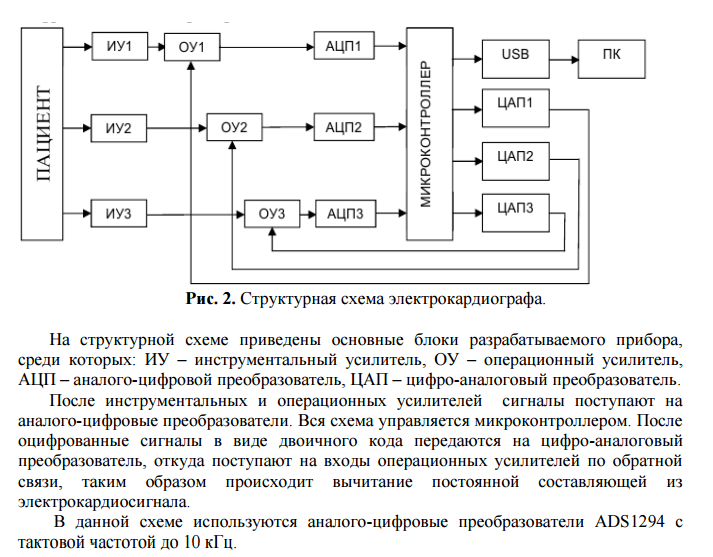 ПАЦИЕНТ
ИУ1
ОУ1
АЦП1
МИКРОКОНТРОЛЛЕР
USB
ПК
ЦАП1
ИУ2
ОУ2
АЦП2
ЦАП2
ИУ3
ОУ3
АЦП3
ЦАП3
Рис. 2. Структурная схема электрокардиографа.
На структурной схеме приведены основные блоки разрабатываемого прибора,
среди которых: ИУ – инструментальный усилитель, ОУ – операционный усилитель,
АЦП – аналого-цифровой преобразователь, ЦАП – цифро-аналоговый преобразователь.
После инструментальных и операционных усилителей сигналы поступают на
аналого-цифровые преобразователи. Вся схема управляется микроконтроллером. После
оцифрованные сигналы в виде двоичного кода передаются на цифро-аналоговый
преобразователь, откуда поступают на входы операционных усилителей по обратной
связи, таким образом происходит вычитание постоянной составляющей из
электрокардиосигнала.
В данной схеме используются аналого-цифровые преобразователи ADS1294 с
тактовой частотой до 10 кГц.